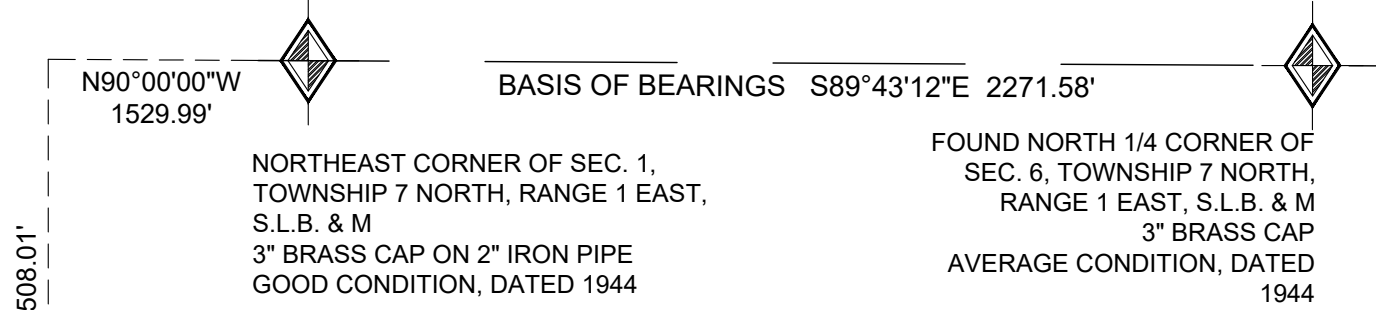 N90°00'00"W
1529.99'
BASIS OF BEARINGS S89°43'12"E 2271.58'
NORTHEAST CORNER OF SEC. 1,
TOWNSHIP 7 NORTH, RANGE 1 EAST,
S.L.B. & M
3" BRASS CAP ON 2" IRON PIPE
GOOD CONDITION, DATED 1944
FOUND NORTH 1/4 CORNER OF
SEC. 6, TOWNSHIP 7 NORTH,
RANGE 1 EAST, S.L.B. & M
3" BRASS CAP
AVERAGE CONDITION, DATED
1944
508.01'